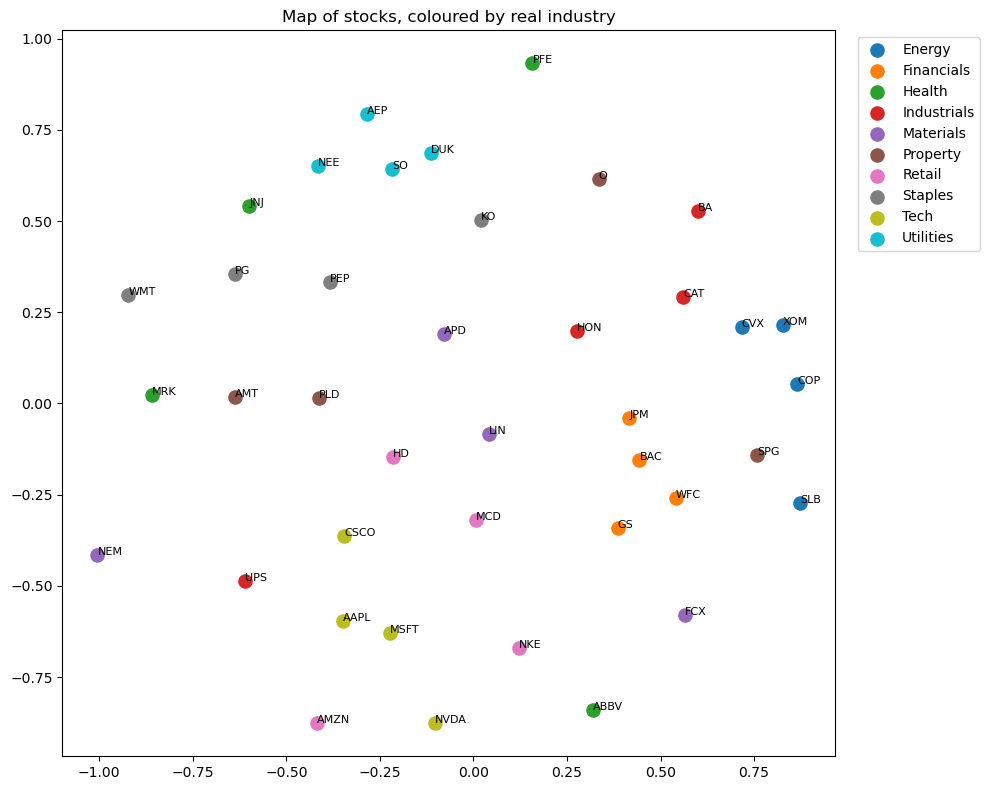 Map of stocks, coloured by real industry
1.00
0.75
0.50
0.25
0.00
−0.25
−0.50
−0.75
−1.00
−0.75
−0.50
−0.25
0.00
0.25
0.50
0.75
PFE
AEP
DUK
NEE
SO
O
JNJ
BA
KO
PG
PEP
WMT
CAT
CVX
XOM
APD
HON
COP
MRK
AMT
PLD
JPM
LIN
HD
BAC
SPG
WFC
SLB
MCD
GS
CSCO
NEM
UPS
FCX
AAPL
MSFT
NKE
ABBV
AMZN
NVDA
Energy
Financials
Health
Industrials
Materials
Property
Retail
Staples
Tech
Utilities